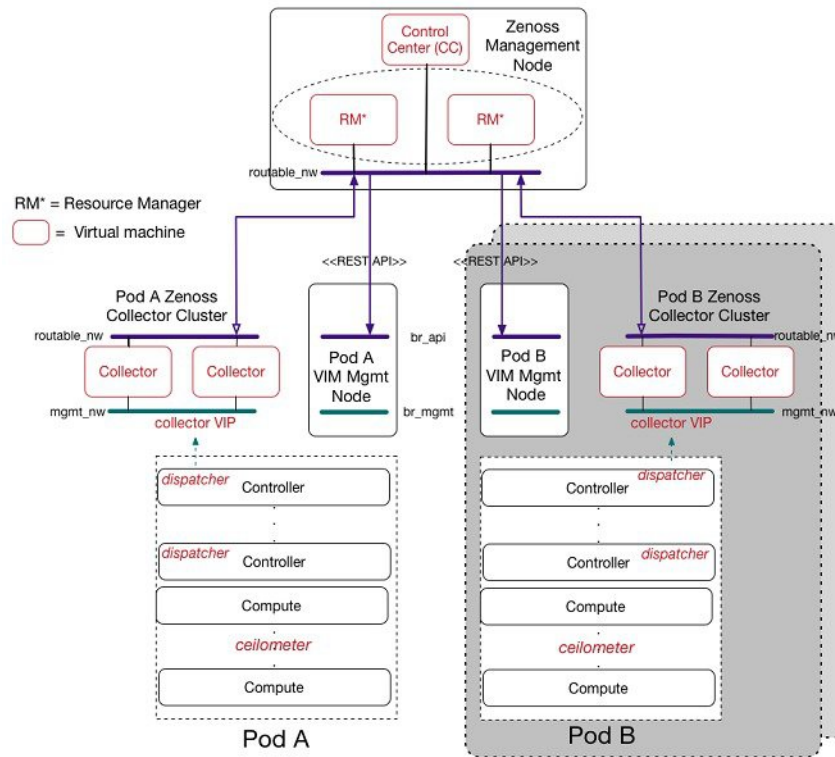 Control
Center (CC)
Zenoss
Management
Node
RM*
RM*
routable_nw
RM* = Resource Manager
= Virtual machine
<<REST API>>
<<REST API>>
Pod A Zenoss
Collector Cluster
routable_nw
Collector
Collector
mgmt_nw
collector VIP
br_api
Pod A
VIM Mgmt
Node
br_mgmt
Pod B
VIM Mgmt
Node
Pod B Zenoss
Collector Cluster
routable_nw
Collector
Collector
collector VIP
mgmt_nw
dispatcher
Controller
dispatcher
Controller
Compute
ceilometer
Compute
Pod A
dispatcher
Controller
dispatcher
Controller
Compute
ceilometer
Compute
Pod B